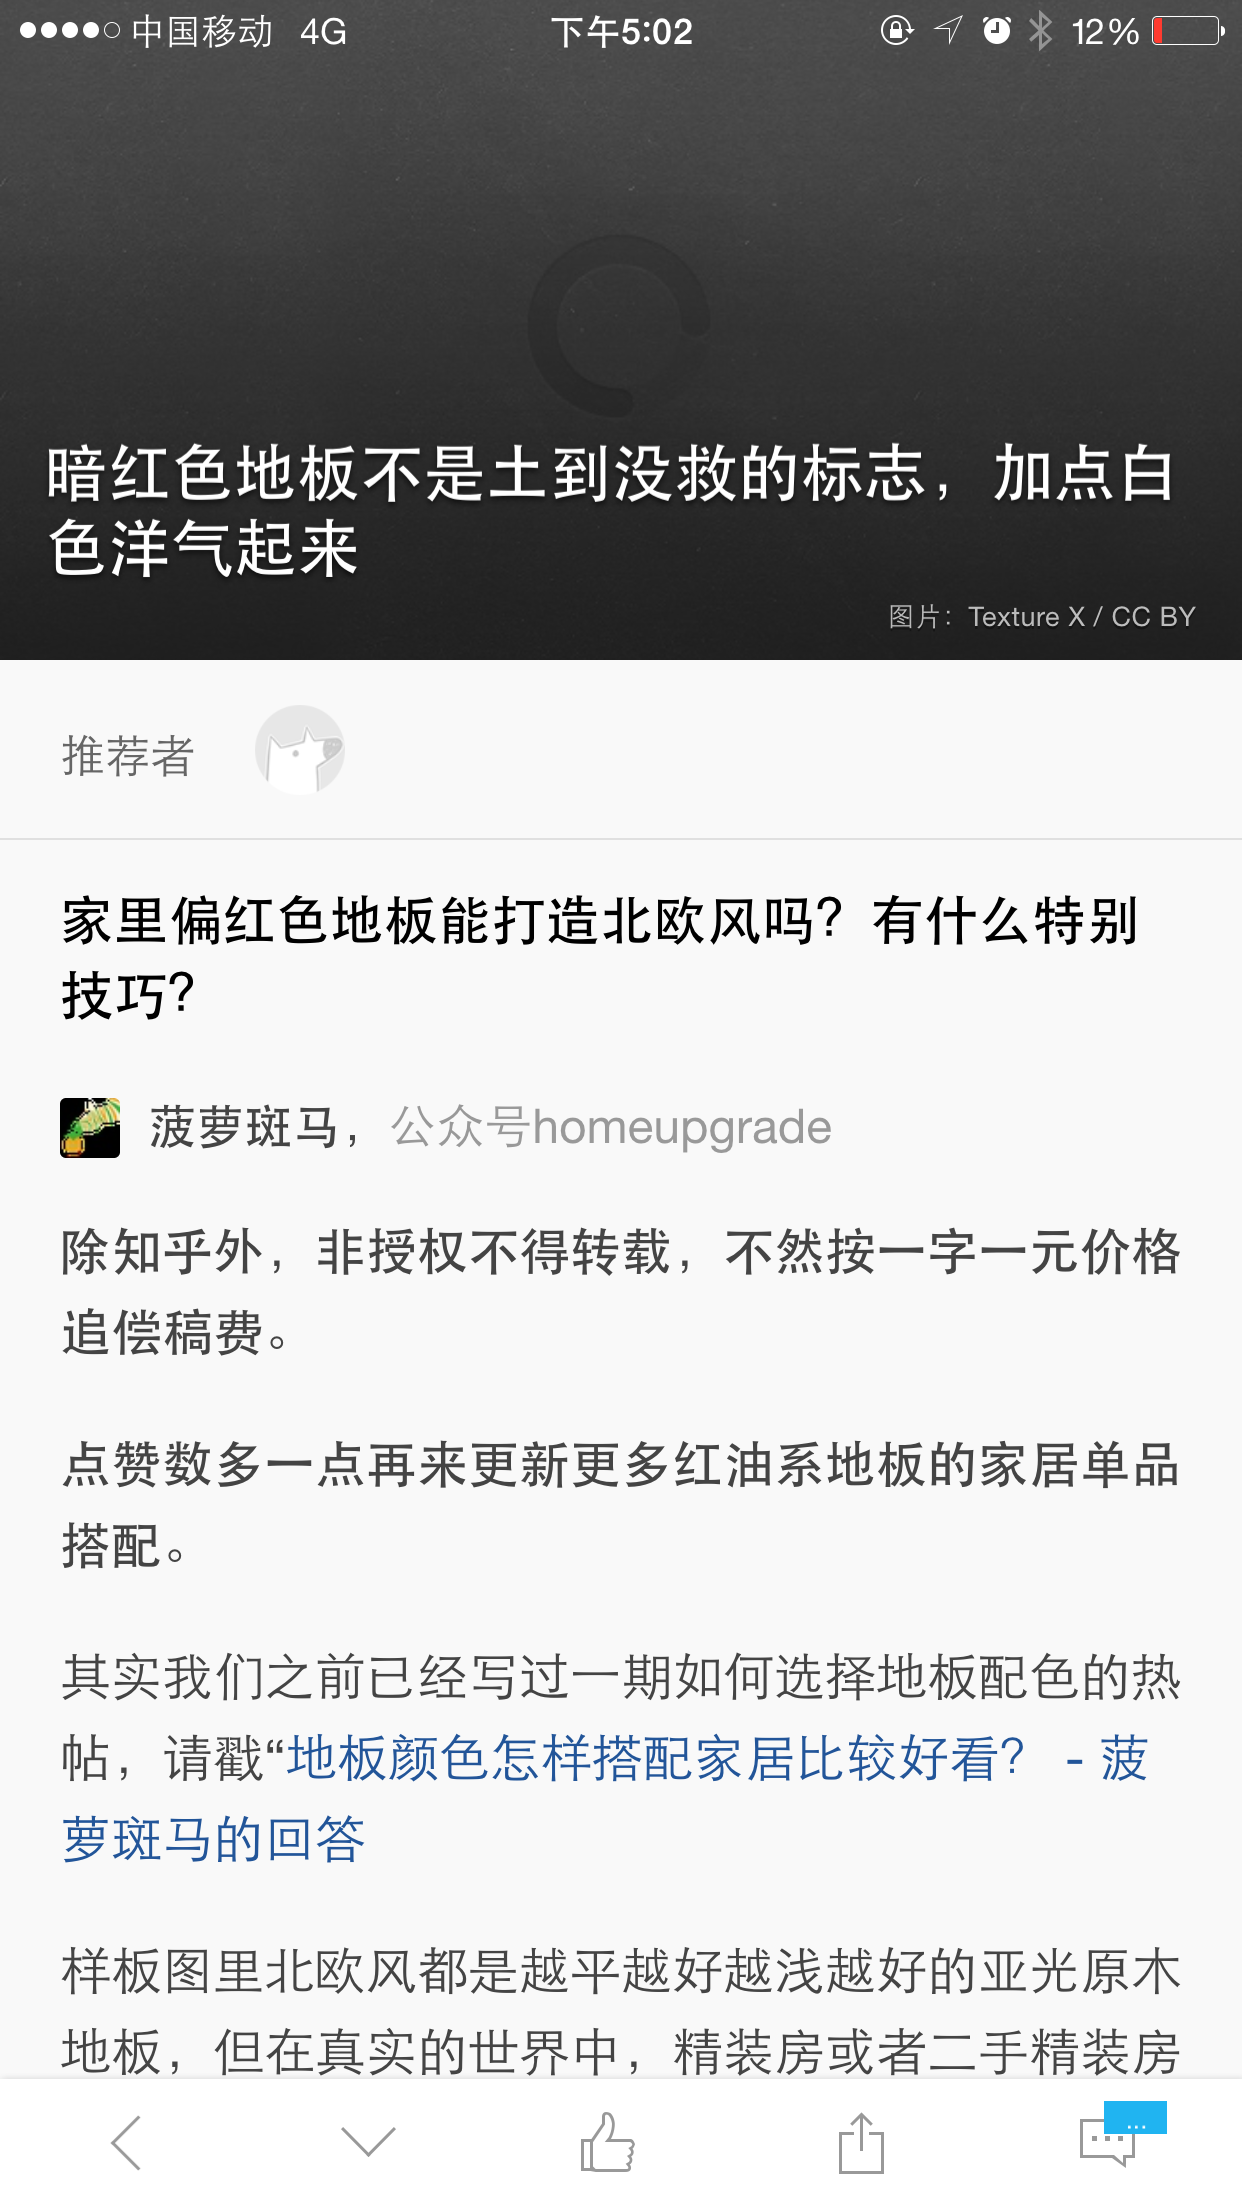 中国移动 4G 下午5:02 12%
暗红色地板不是土到没救的标志，加点白
色洋气起来
图片：Texture X / CC BY
推荐者
家里偏红色地板能打造北欧风吗？有什么特别
技巧？
菠萝斑马，公众号homeupgrade
除知乎外，非授权不得转载，不然按一字一元价格
追偿稿费。
点赞数多一点再来更新更多红油系地板的家居单品
搭配。
其实我们之前已经写过一期如何选择地板配色的热
帖，请戳“地板颜色怎样搭配家居比较好看？ - 菠
萝斑马的回答
样板图里北欧风都是越平越好越浅越好的亚光原木
地板，但在真实的世界中，精装房或者二手精装房
...